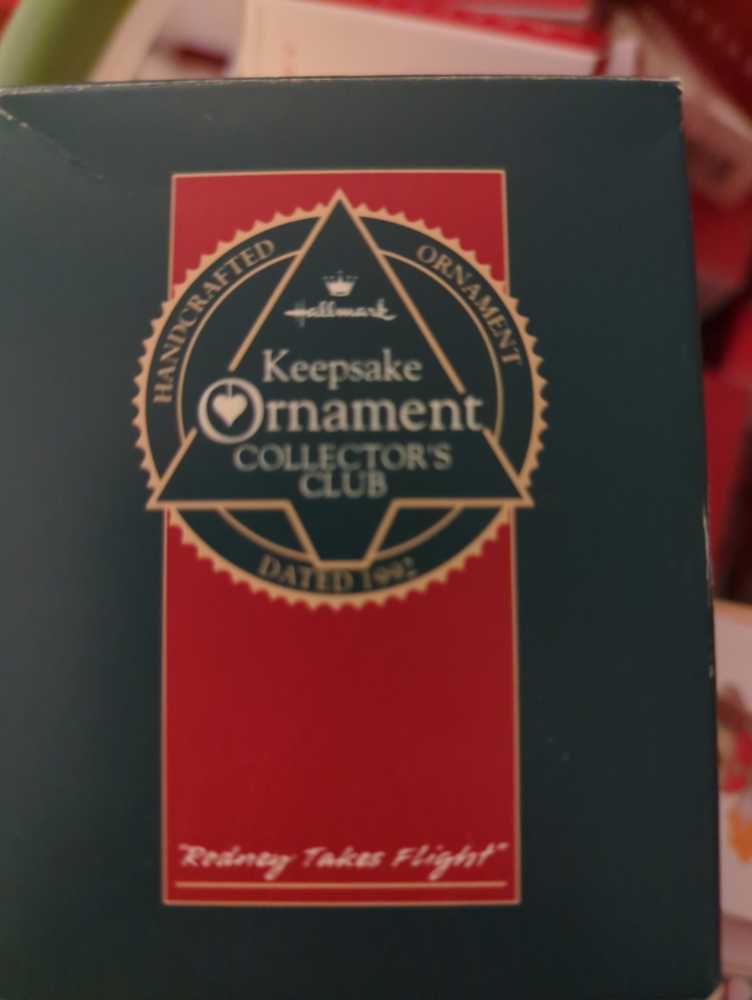 HANDCRAFTED
ORNAMENT
Hallmark
Keepsake
Ornament
COLLECTOR'S
CLUB
DATED 1992
"Rodney Takes Flight"